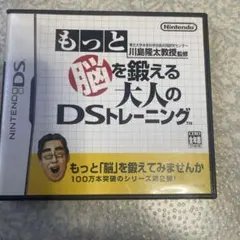 Nintendo
東北大学未来科学技術共同研究センター
川島隆太教授 監修
もっと
脳を鍛える
大人の
DSトレーニング
TM
NINTENDO DS
もっと「脳」を鍛えてみませんか
100万本突破のシリーズ第2弾!